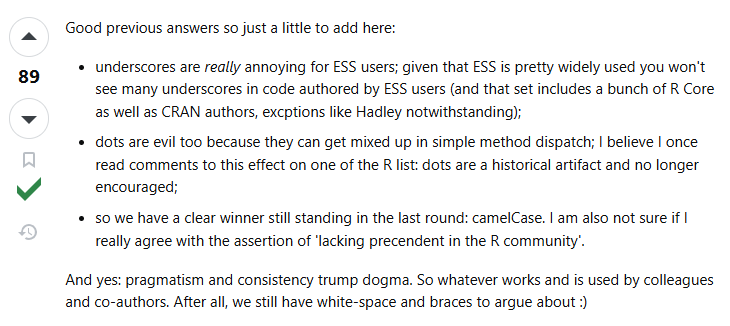 Good previous answers so just a little to add here:
89
• underscores are really annoying for ESS users; given that ESS is pretty widely used you won't
see many underscores in code authored by ESS users (and that set includes a bunch of R Core
as well as CRAN authors, excptions like Hadley notwithstanding);
• dots are evil too because they can get mixed up in simple method dispatch; I believe I once
read comments to this effect on one of the R list: dots are a historical artifact and no longer
encouraged;
• so we have a clear winner still standing in the last round: camelCase. I am also not sure if I
really agree with the assertion of 'lacking precendent in the R community'.
And yes: pragmatism and consistency trump dogma. So whatever works and is used by colleagues
and co-authors. After all, we still have white-space and braces to argue about :)